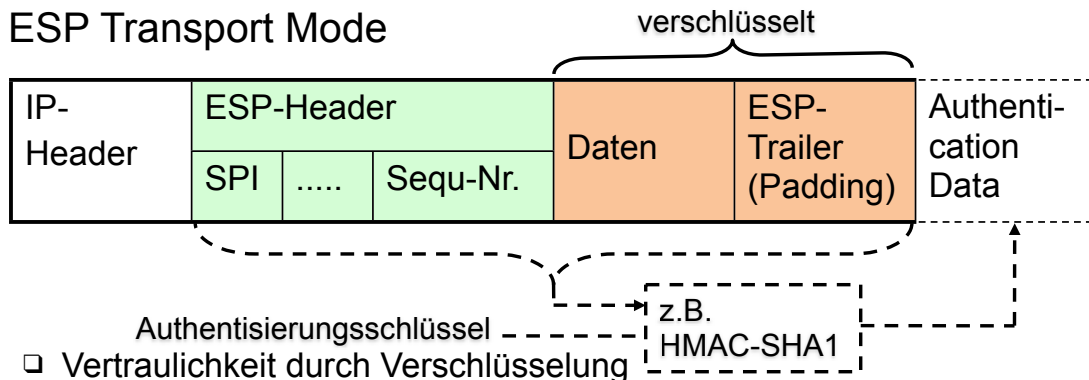 ESP Transport Mode
verschlüsselt
IP-
Header
ESP-Header
SPI
.....
Sequ-Nr.
Daten
ESP-
Trailer
(Padding)
Authenti-
cation
Data
z.B.
HMAC-SHA1
Authentisierungsschlüssel
❑ Vertraulichkeit durch Verschlüsselung